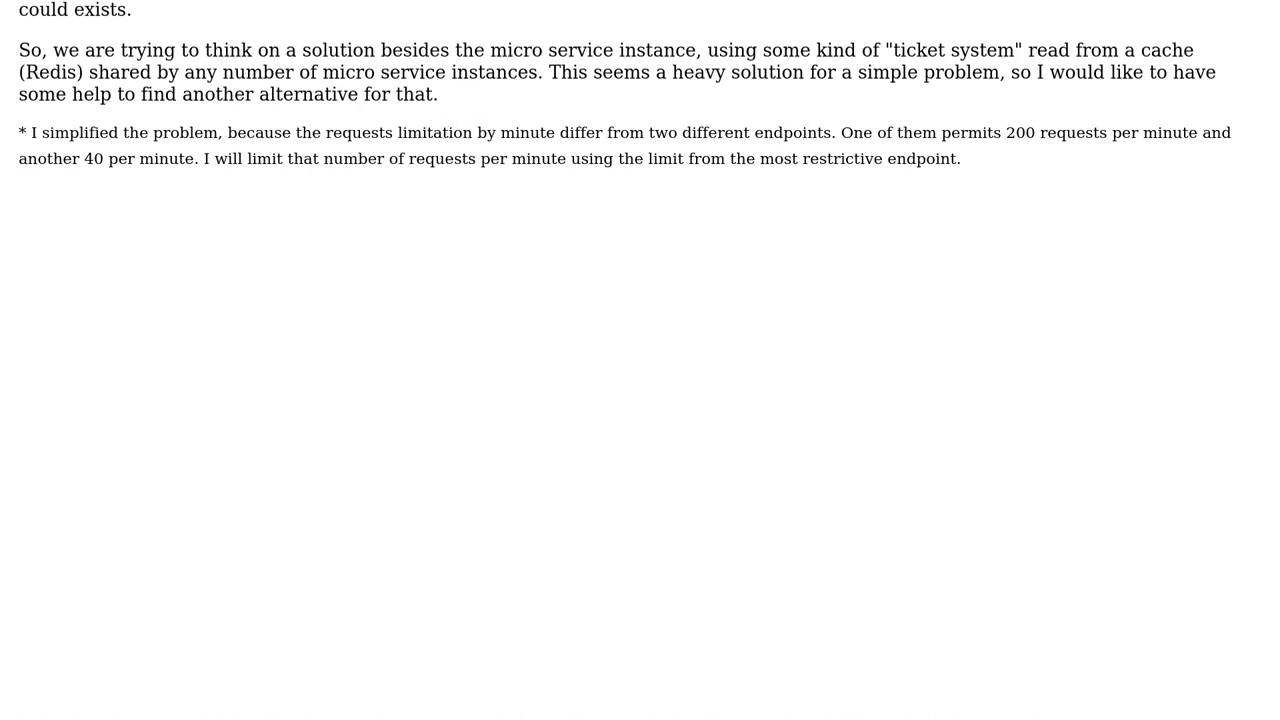 could exists.
So, we are trying to think on a solution besides the micro service instance, using some kind of "ticket system" read from a cache
(Redis) shared by any number of micro service instances. This seems a heavy solution for a simple problem, so I would like to have
some help to find another alternative for that.
* I simplified the problem, because the requests limitation by minute differ from two different endpoints. One of them permits 200 requests per minute and
another 40 per minute. I will limit that number of requests per minute using the limit from the most restrictive endpoint.